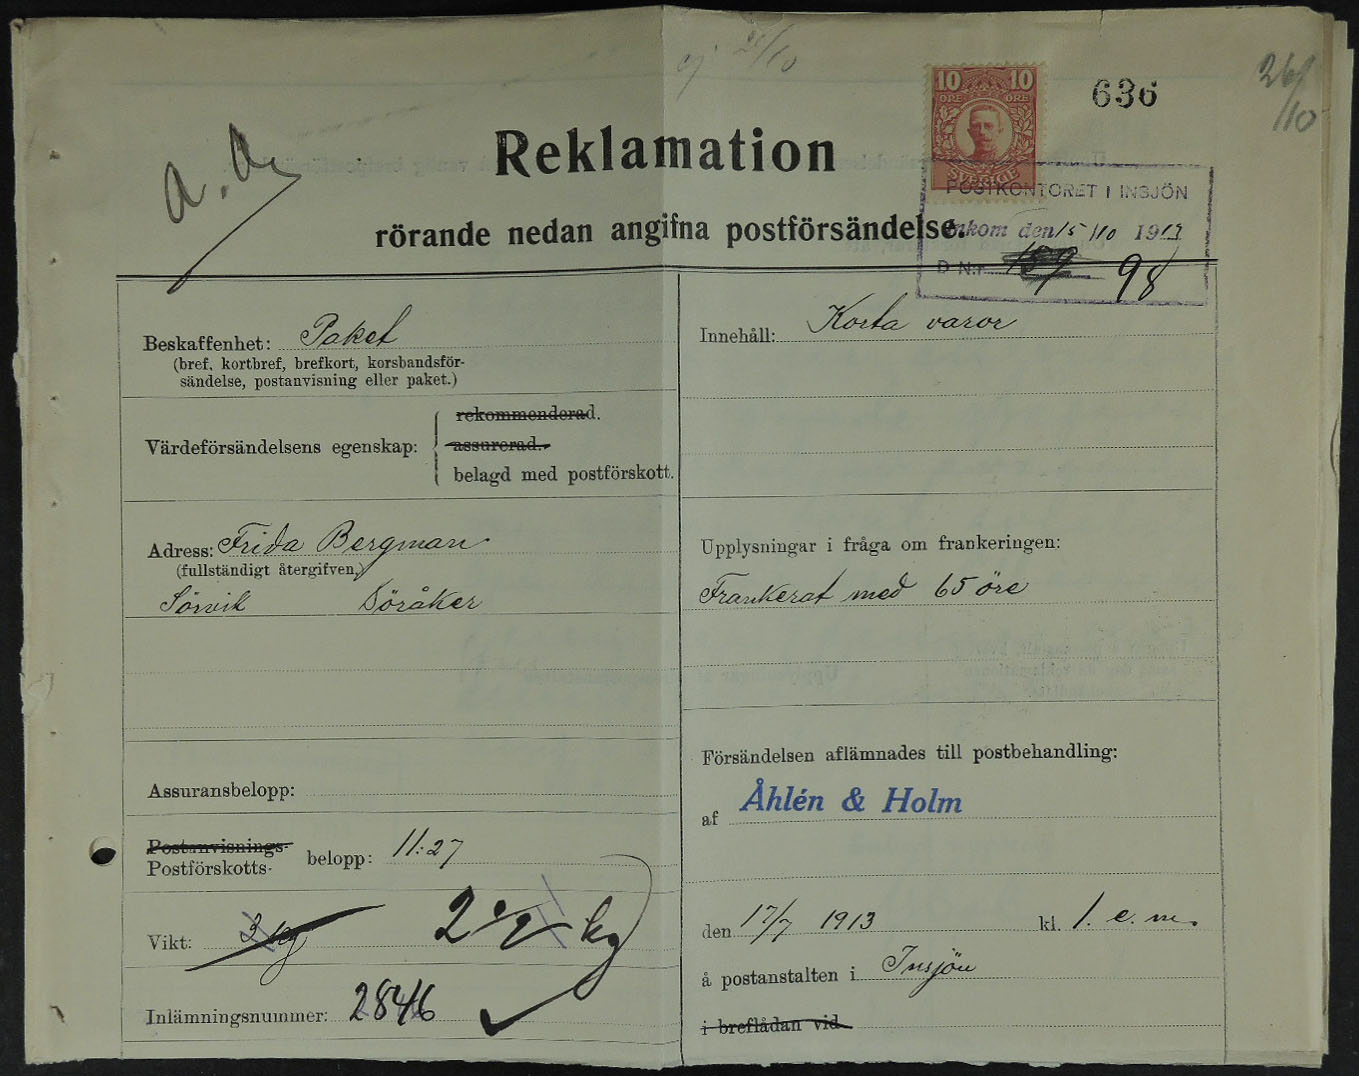 26/10
636
10 10
ÖRE ÖRE
SVERIGE
Reklamation
rörande nedan angifna postförsändelse.
POSTKONTORET I INSJÖN
Inkom den 15/10 1913
D Nr 98
Beskaffenhet: Paket
(bref, kortbref, brefkort, korsbandsför-
sändelse, postanvisning eller paket.)
Värdeförsändelsens egenskap:
rekommenderad.
assurerad.
belagd med postförskott.
Adress: Frida Bergman
(fullständigt återgifven,)
Sörvik Söråker
Assuransbelopp:
Postanvisnings-
Postförskotts- belopp: 11:27
Vikt: 3 kg 2 kg
Inlämningsnummer: 2846
Innehåll: Korta varor
Upplysningar i fråga om frankeringen:
Frankerat med 65 öre
Försändelsen aflämnades till postbehandling:
af Åhlén & Holm
den 17/7 1913 kl. 1. e. m.
å postanstalten i Insjön
i breflådan vid